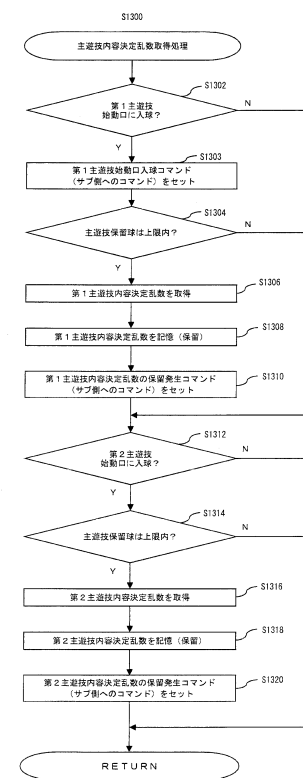 S1300
主遊技内容決定乱数取得処理
S1302
第１主遊技
始動口に入球？
N
Y
S1303
第１主遊技始動口入球コマンド
（サブ側へのコマンド）をセット
S1304
主遊技保留球は上限内？
N
Y
S1306
第１主遊技内容決定乱数を取得
S1308
第１主遊技内容決定乱数を記憶（保留）
S1310
第１主遊技内容決定乱数の保留発生コマンド
（サブ側へのコマンド）をセット
S1312
第２主遊技
始動口に入球？
N
Y
S1314
主遊技保留球は上限内？
N
Y
S1316
第２主遊技内容決定乱数を取得
S1318
第２主遊技内容決定乱数を記憶（保留）
S1320
第２主遊技内容決定乱数の保留発生コマンド
（サブ側へのコマンド）をセット
RETURN